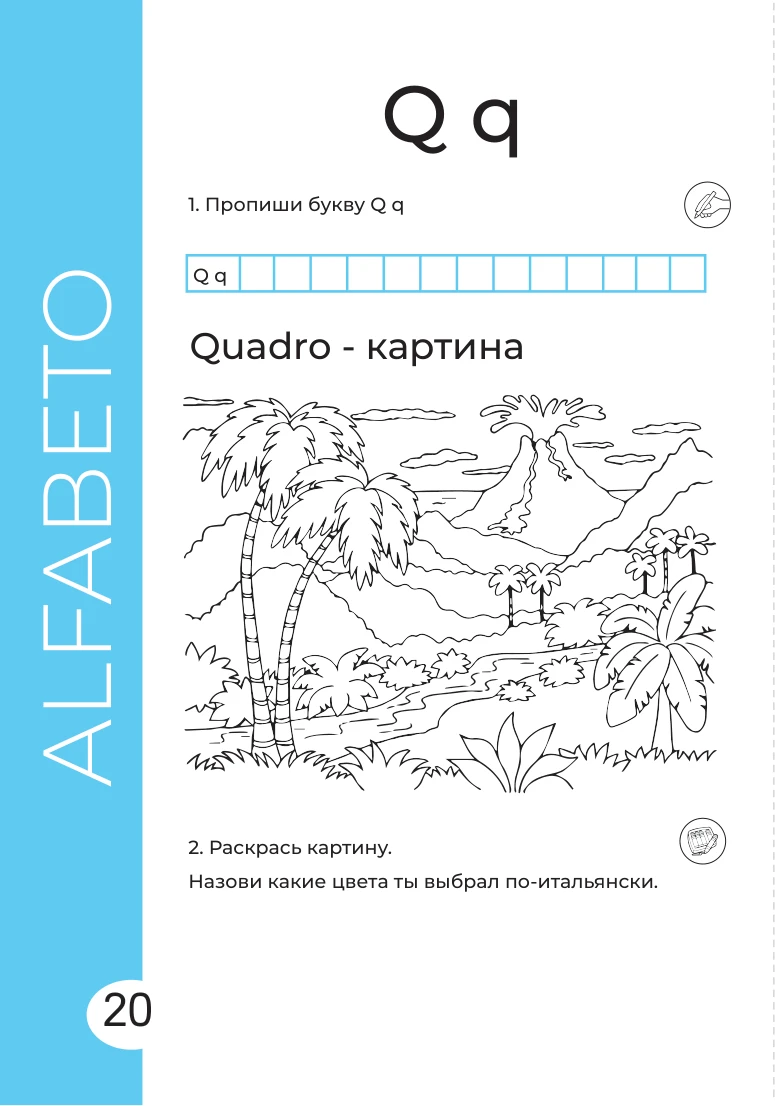 ALFABETO
Q q
1. Пропиши букву Q q
Q q
Quadro - картина
2. Раскрась картину.
Назови какие цвета ты выбрал по-итальянски.
20